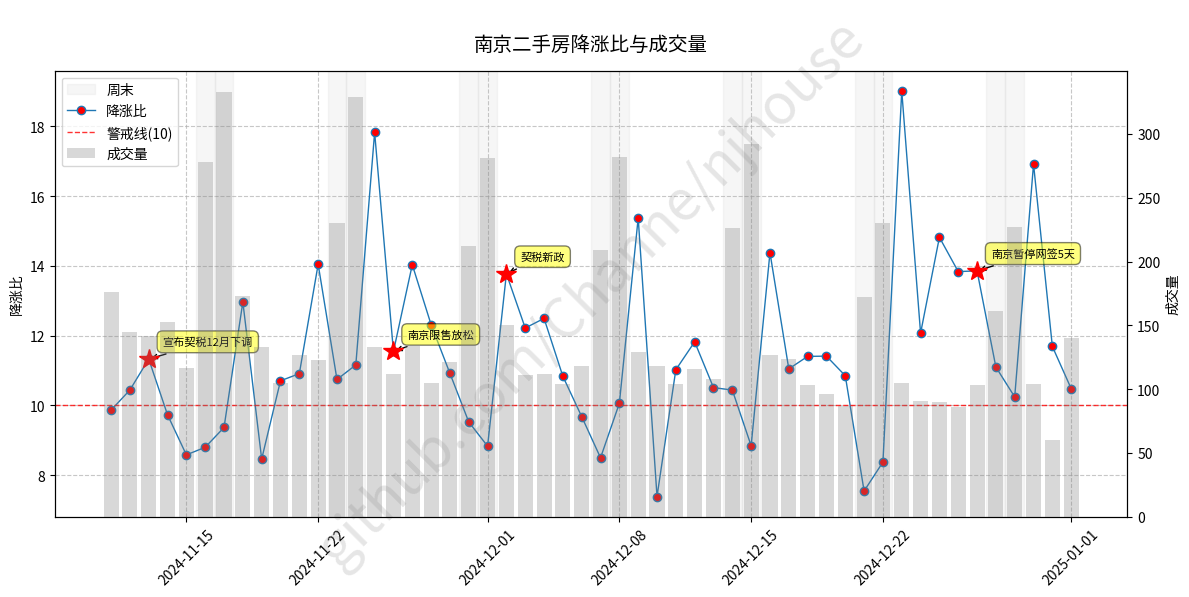 南京二手房降涨比与成交量
周末
降涨比
警戒线(10)
成交量
18
16
14
12
10
8
降涨比
300
250
200
150
100
50
0
成交量
宣布契税12月下调
南京限售放松
契税新政
南京暂停网签5天
2024-11-15
2024-11-22
2024-12-01
2024-12-08
2024-12-15
2024-12-22
2025-01-01
github.com/Channe/njhouse